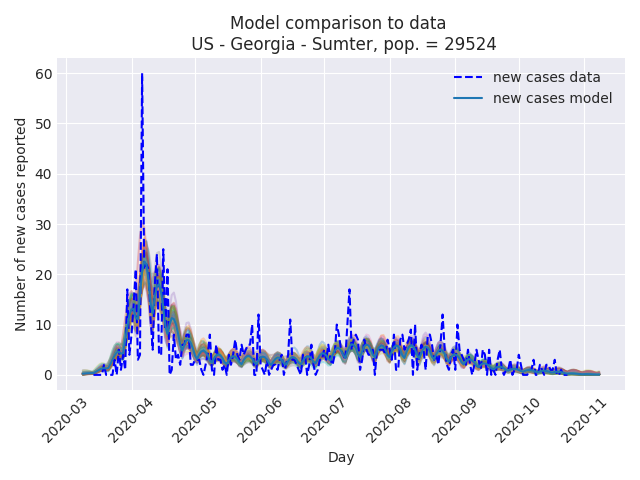 Model comparison to data
US - Georgia - Sumter, pop. = 29524
new cases data
new cases model
Number of new cases reported
60
50
40
30
20
10
0
2020-03
2020-04
2020-05
2020-06
2020-07
2020-08
2020-09
2020-10
2020-11
Day